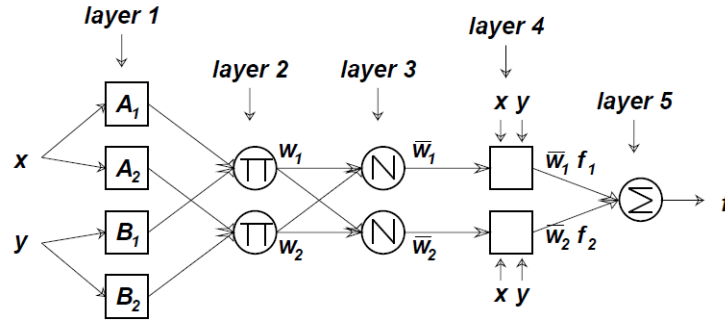 layer 1
layer 2
layer 3
layer 4
layer 5
x y
A₁
A₂
B₁
B₂
x
y
∏
∏
w₁
w₂
N
N
w̅₁
w̅₂
w̅₁ f₁
w̅₂ f₂
x y
Σ
f